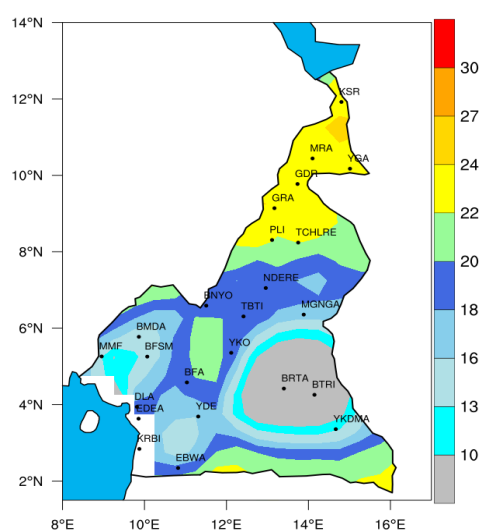 14°N
12°N
10°N
8°N
6°N
4°N
2°N
8°E 10°E 12°E 14°E 16°E
KSR
MRA
YGA
GDR
GRA
PLI
TCHLRE
NDERE
BNYO
TBTI
MGNGA
BMDA
MMF
BFSM
YKO
BFA
BRTA
BTRI
DLA
EDEA
YDE
YKDMA
KRBI
EBWA
30
27
24
22
20
18
16
13
10